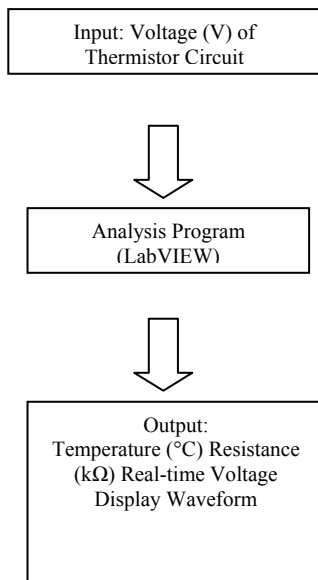 Input: Voltage (V) of
Thermistor Circuit
Analysis Program
(LabVIEW)
Output:
Temperature (°C) Resistance
(kΩ) Real-time Voltage
Display Waveform